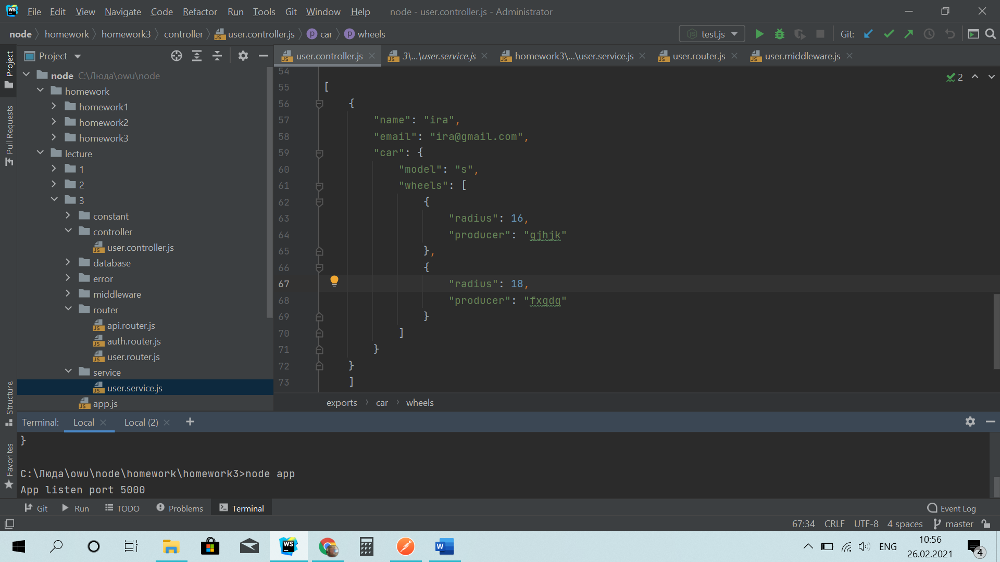 File Edit View Navigate Code Refactor Run Tools Git Window Help node - user.controller.js - Administrator
node homework homework3 controller user.controller.js car wheels test.js Git:
Project user.controller.js 3\...\user.service.js homework3\...\user.service.js user.router.js user.middleware.js
Project
Pull Requests
Structure
Favorites
node C:\Люда\owu\node
homework
homework1
homework2
homework3
lecture
1
2
3
constant
controller
user.controller.js
database
error
middleware
router
api.router.js
auth.router.js
user.router.js
service
user.service.js
app.js
2
54
55 [
56 {
57 "name": "ira",
58 "email": "ira@gmail.com",
59 "car": {
60 "model": "s",
61 "wheels": [
62 {
63 "radius": 16,
64 "producer": "gjhjk"
65 },
66 {
67 "radius": 18,
68 "producer": "fxgdg"
69 }
70 ]
71 }
72 }
73 ]
exports car wheels
Terminal: Local Local (2)
}
C:\Люда\owu\node\homework\homework3>node app
App listen port 5000
Git Run TODO Problems Terminal Event Log
67:34 CRLF UTF-8 4 spaces master
WS W ENG 10:56
26.02.2021 4